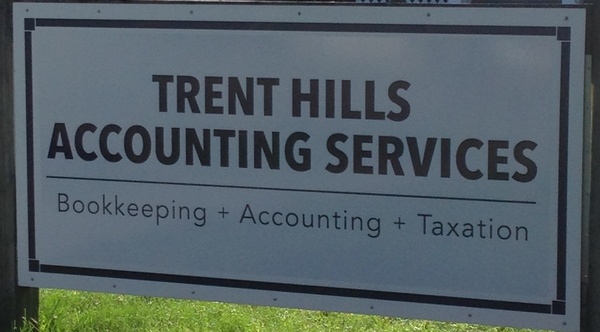 TRENT HILLS
ACCOUNTING SERVICES
Bookkeeping + Accounting + Taxation